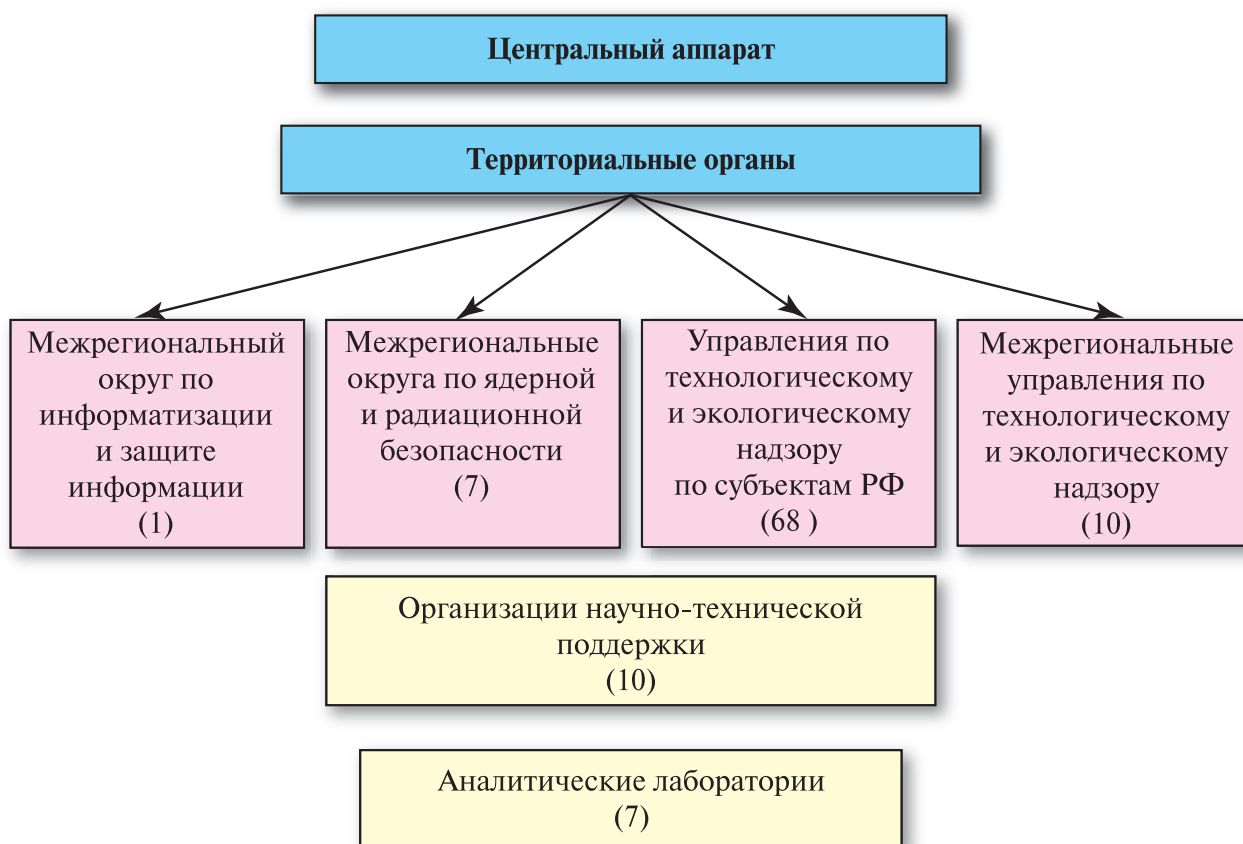 Центральный аппарат
Территориальные органы
Межрегиональный
округ по
информатизации
и защите
информации
(1)
Межрегиональные
округа по ядерной
и радиационной
безопасности
(7)
Управления по
технологическому
и экологическому
надзору
по субъектам РФ
(68 )
Межрегиональные
управления по
технологическому
и экологическому
надзору
(10)
Организации научно-технической
поддержки
(10)
Аналитические лаборатории
(7)